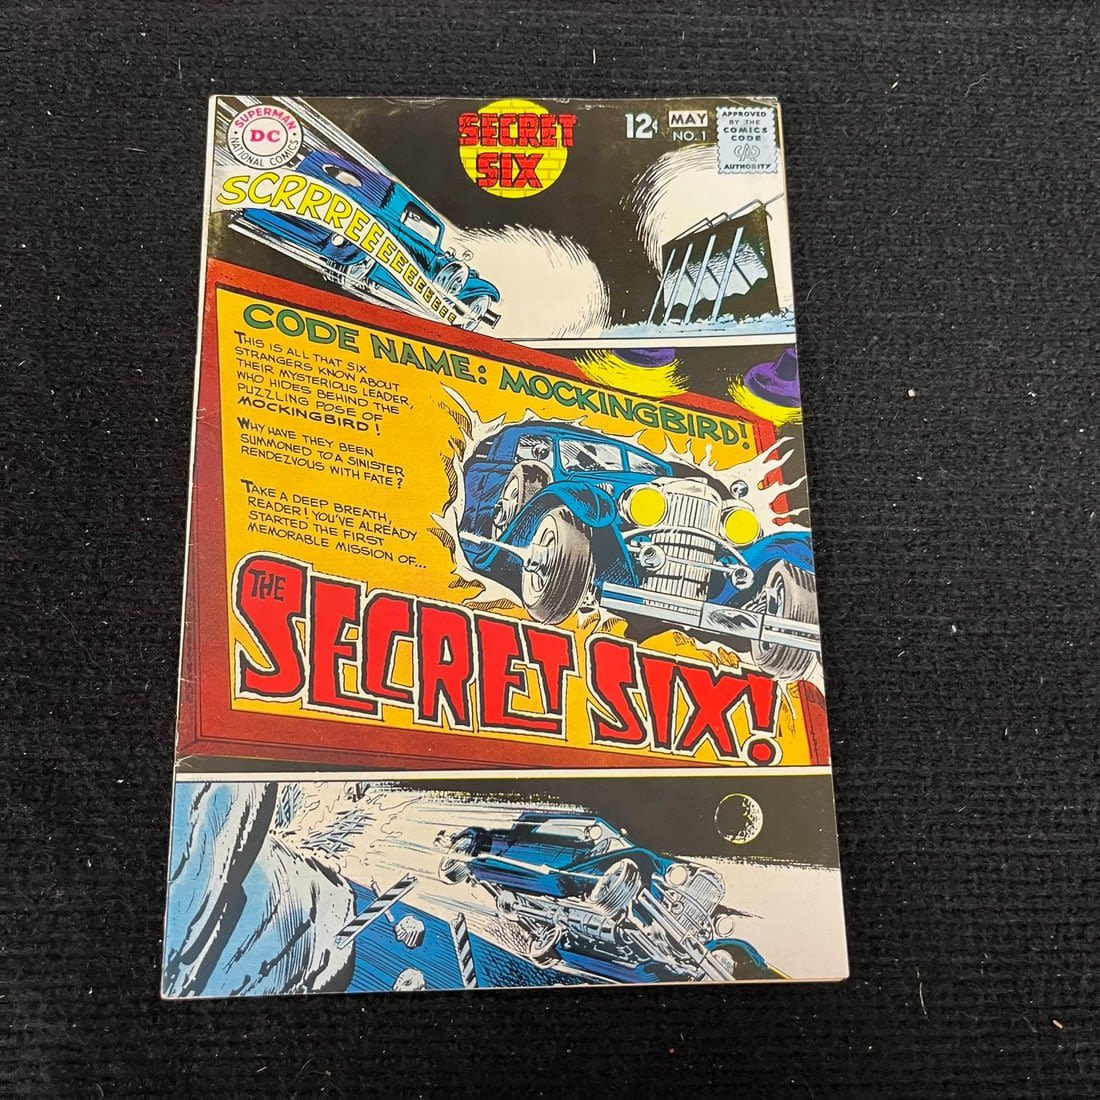 SUPERMAN
DC
NATIONAL COMICS
SECRET
SIX
12¢
MAY
NO. 1
APPROVED
BY THE
COMICS
CODE
AUTHORITY
SCRRREEEEEEEEEEEE
CODE NAME: MOCKINGBIRD!
THIS IS ALL THAT SIX
STRANGERS KNOW ABOUT
THEIR MYSTERIOUS LEADER,
WHO HIDES BEHIND THE
PUZZLING POSE OF
MOCKINGBIRD!
WHY HAVE THEY BEEN
SUMMONED TO A SINISTER
RENDEZVOUS WITH FATE?
TAKE A DEEP BREATH,
READER! YOU'VE ALREADY
STARTED THE FIRST
MEMORABLE MISSION OF...
THE
SECRET SIX!